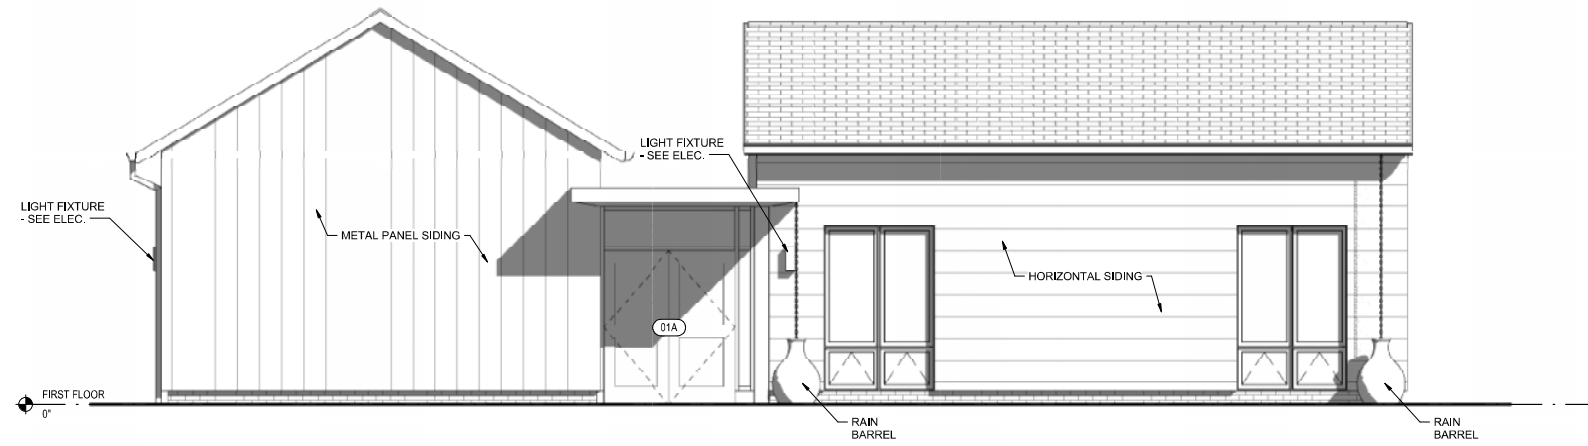 LIGHT FIXTURE
- SEE ELEC.
LIGHT FIXTURE
- SEE ELEC.
METAL PANEL SIDING
HORIZONTAL SIDING
01A
FIRST FLOOR
0"
RAIN
BARREL
RAIN
BARREL